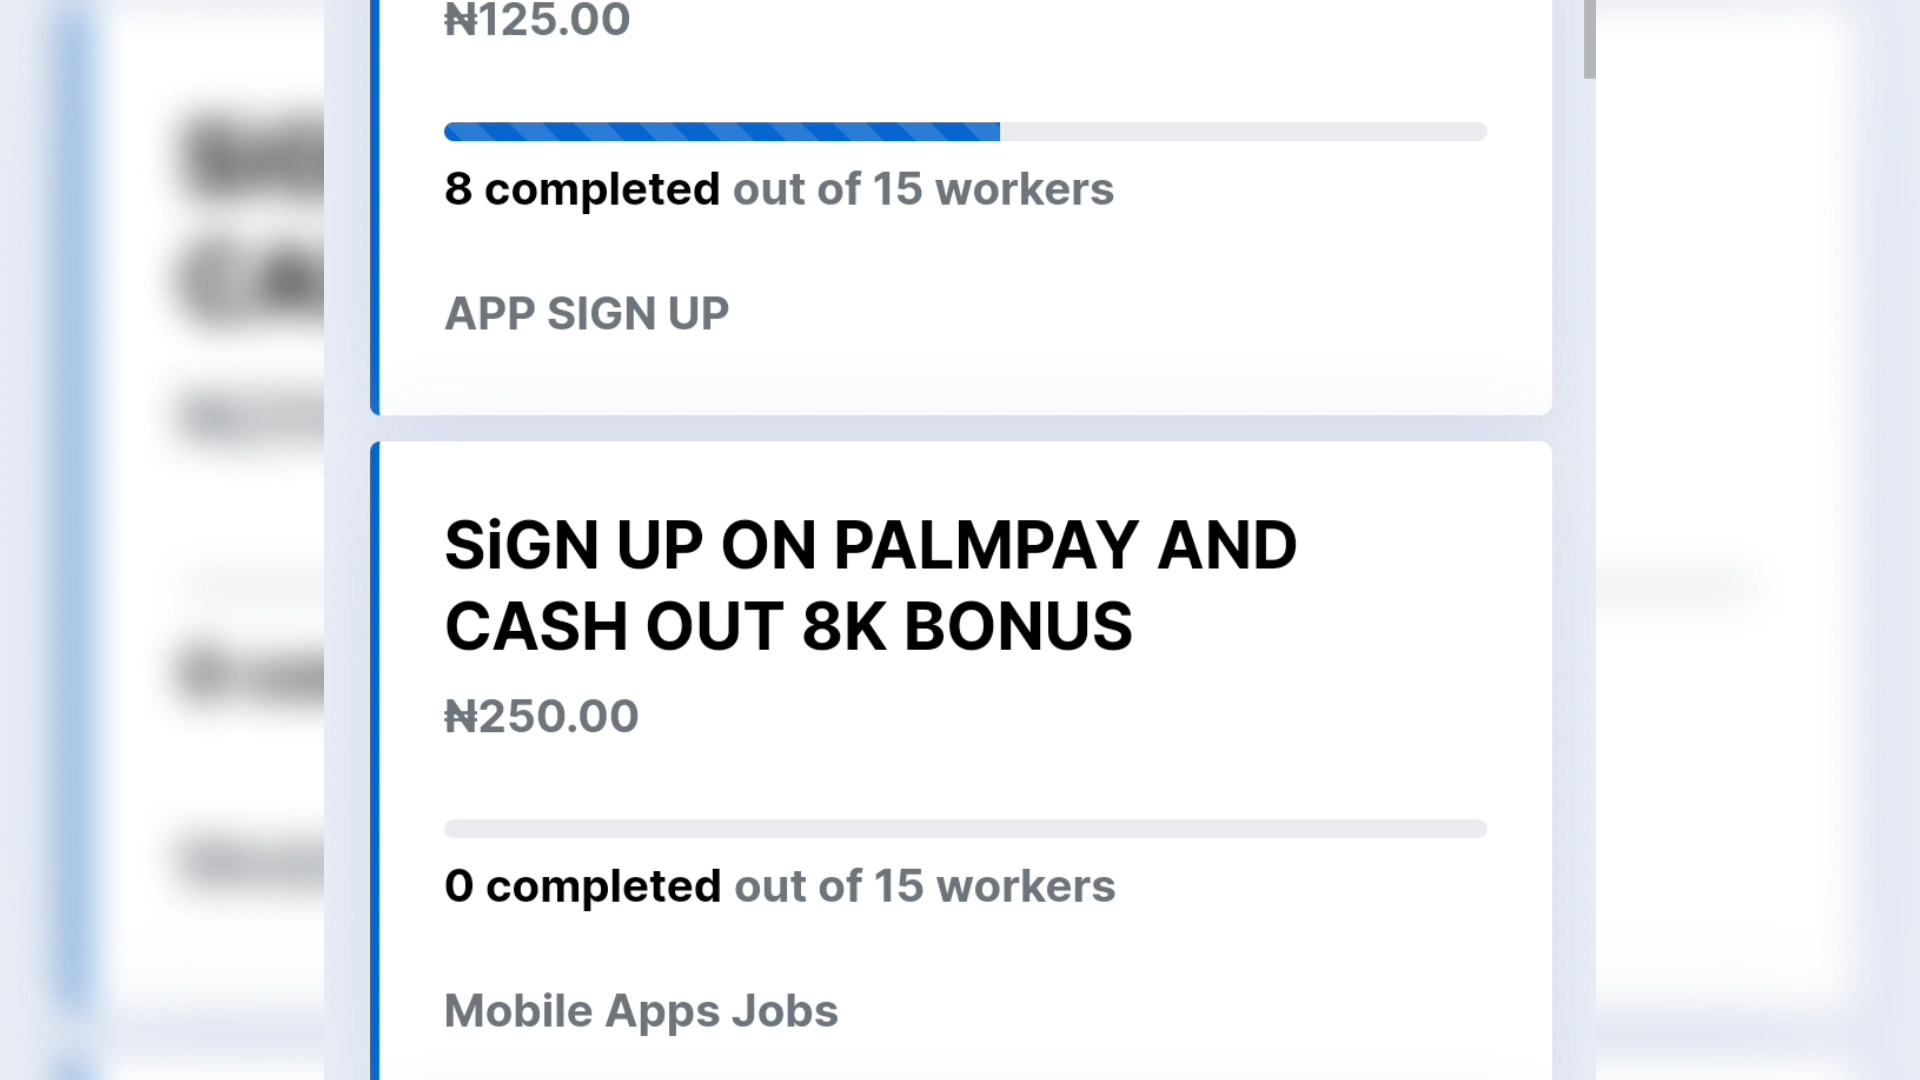 ₦125.00
8 completed out of 15 workers
APP SIGN UP
SiGN UP ON PALMPAY AND
CASH OUT 8K BONUS
₦250.00
0 completed out of 15 workers
Mobile Apps Jobs